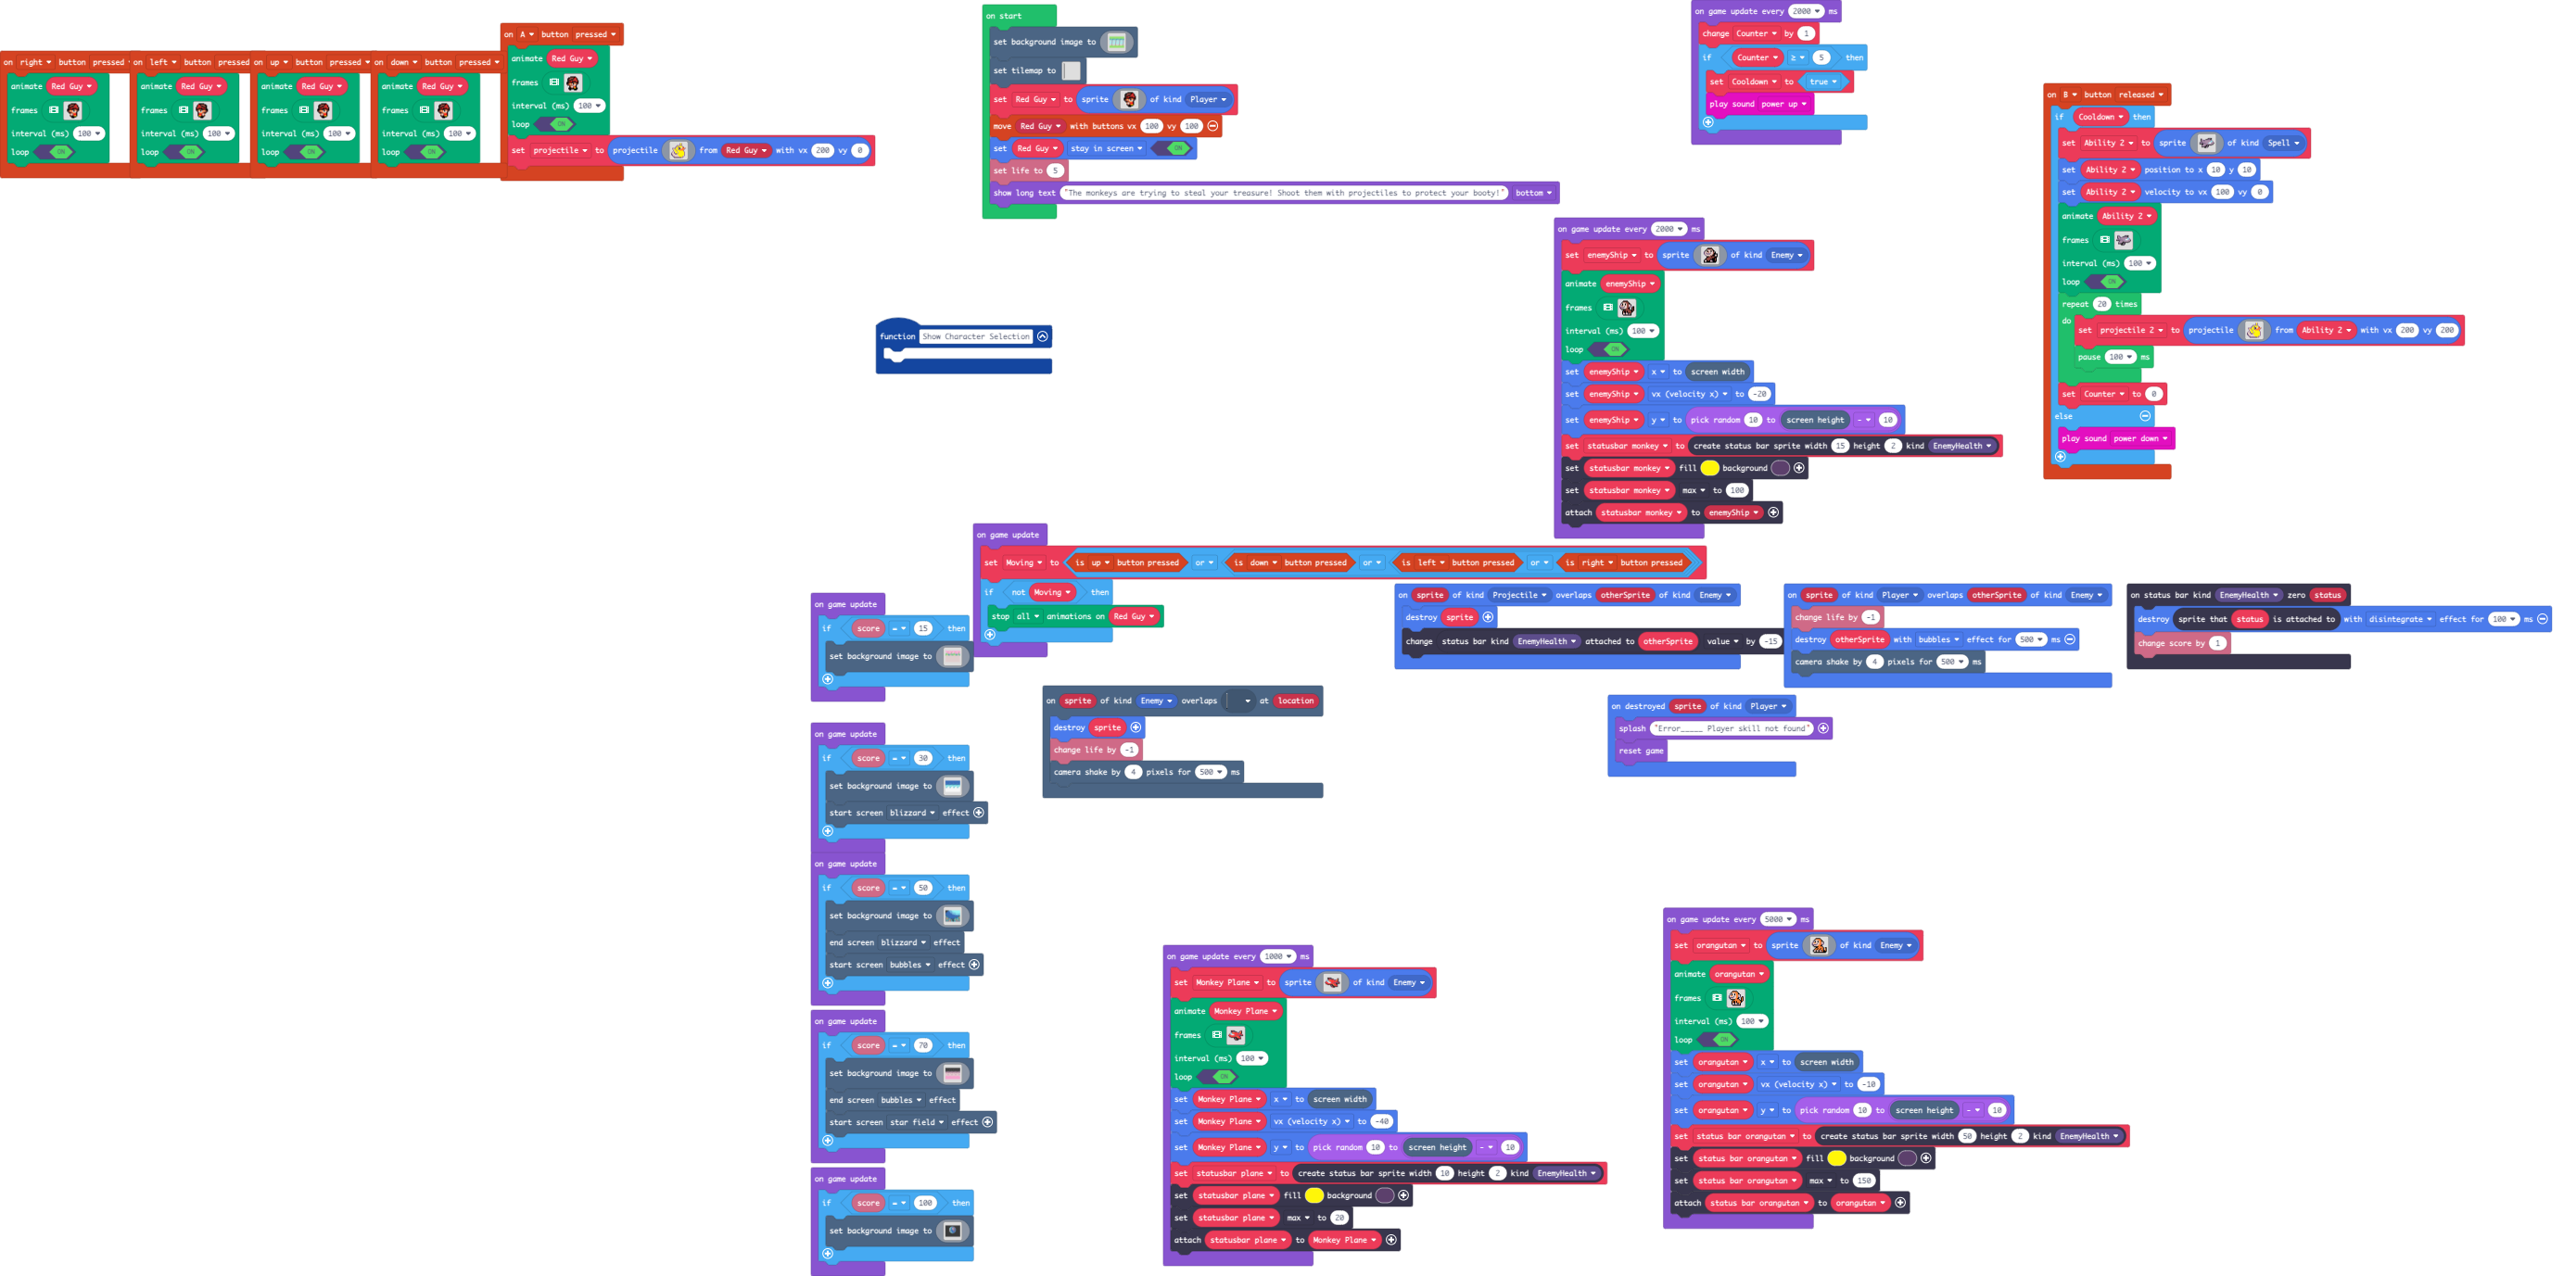 on right button pressed
animate Red Guy
frames
interval (ms) 100
loop ON
on left button pressed
animate Red Guy
frames
interval (ms) 100
loop ON
on up button pressed
animate Red Guy
frames
interval (ms) 100
loop ON
on down button pressed
animate Red Guy
frames
interval (ms) 100
loop ON
on A button pressed
animate Red Guy
frames
interval (ms) 100
loop ON
set projectile to projectile from Red Guy with vx 200 vy 0
on start
set background image to
set tilemap to
set Red Guy to sprite of kind Player
move Red Guy with buttons vx 100 vy 100
set Red Guy stay in screen ON
set life to 5
show long text "The monkeys are trying to steal your treasure! Shoot them with projectiles to protect your booty!" bottom
on game update every 2000 ms
change Counter by 1
if Counter ≥ 5 then
set Cooldown to true
play sound power up
on B button released
if Cooldown then
set Ability 2 to sprite of kind Spell
set Ability 2 position to x 10 y 10
set Ability 2 velocity to vx 100 vy 0
animate Ability 2
frames
interval (ms) 100
loop ON
repeat 20 times
do set projectile 2 to projectile from Ability 2 with vx 200 vy 200
pause 100 ms
set Counter to 0
else
play sound power down
on game update every 2000 ms
set enemyShip to sprite of kind Enemy
animate enemyShip
frames
interval (ms) 100
loop ON
set enemyShip x to screen width
set enemyShip vx (velocity x) to -20
set enemyShip y to pick random 10 to screen height - 10
set statusbar monkey to create status bar sprite width 15 height 2 kind EnemyHealth
set statusbar monkey fill background
set statusbar monkey max to 100
attach statusbar monkey to enemyShip
function Show Character Selection
on game update
set Moving to is up button pressed or is down button pressed or is left button pressed or is right button pressed
if not Moving then
stop all animations on Red Guy
on sprite of kind Projectile overlaps otherSprite of kind Enemy
destroy sprite
change status bar kind EnemyHealth attached to otherSprite value by -15
on sprite of kind Player overlaps otherSprite of kind Enemy
change life by -1
destroy otherSprite with bubbles effect for 500 ms
camera shake by 4 pixels for 500 ms
on status bar kind EnemyHealth zero status
destroy sprite that status is attached to with disintegrate effect for 100 ms
change score by 1
on game update
if score = 15 then
set background image to
on sprite of kind Enemy overlaps at location
destroy sprite
change life by -1
camera shake by 4 pixels for 500 ms
on destroyed sprite of kind Player
splash "Error_____ Player skill not found"
reset game
on game update
if score = 30 then
set background image to
start screen blizzard effect
on game update
if score = 50 then
set background image to
end screen blizzard effect
start screen bubbles effect
on game update
if score = 70 then
set background image to
end screen bubbles effect
start screen star field effect
on game update
if score = 100 then
set background image to
on game update every 1000 ms
set Monkey Plane to sprite of kind Enemy
animate Monkey Plane
frames
interval (ms) 100
loop ON
set Monkey Plane x to screen width
set Monkey Plane vx (velocity x) to -40
set Monkey Plane y to pick random 10 to screen height - 10
set statusbar plane to create status bar sprite width 10 height 2 kind EnemyHealth
set statusbar plane fill background
set statusbar plane max to 20
attach statusbar plane to Monkey Plane
on game update every 5000 ms
set orangutan to sprite of kind Enemy
animate orangutan
frames
interval (ms) 100
loop ON
set orangutan x to screen width
set orangutan vx (velocity x) to -10
set orangutan y to pick random 10 to screen height - 10
set status bar orangutan to create status bar sprite width 50 height 2 kind EnemyHealth
set status bar orangutan fill background
set status bar orangutan max to 150
attach status bar orangutan to orangutan